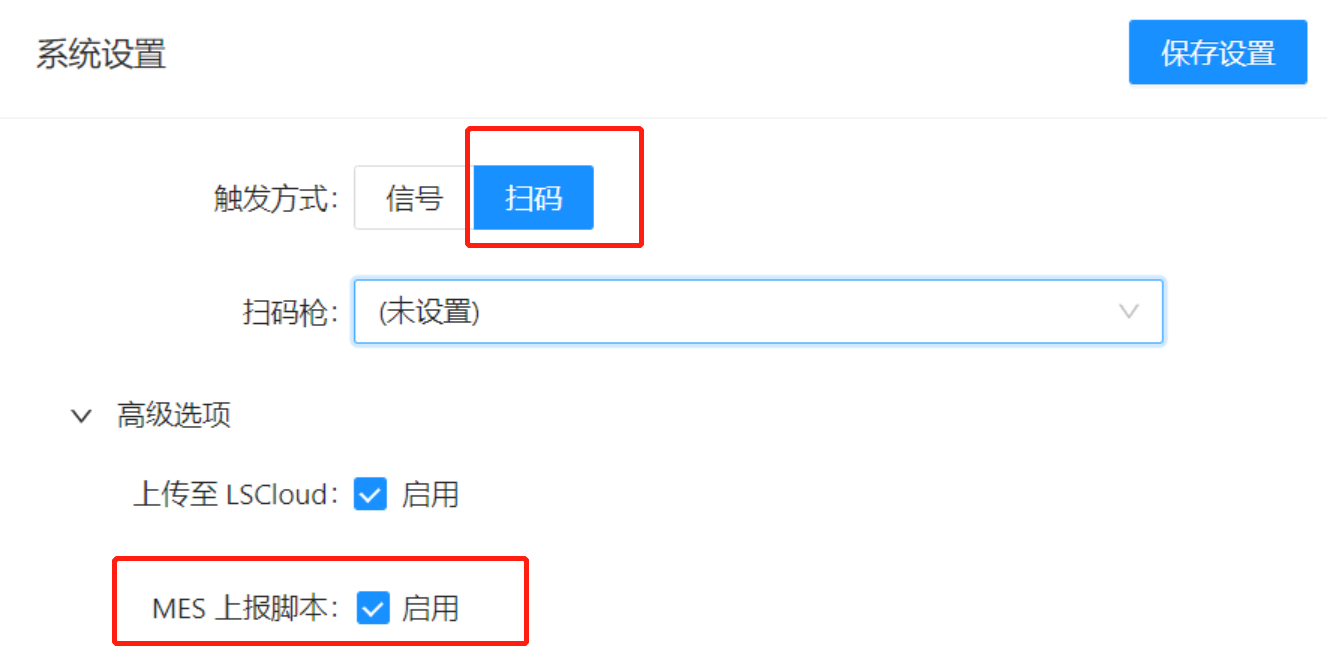 系统设置
保存设置
触发方式： 信号 扫码
扫码枪： (未设置)
高级选项
上传至 LSCloud： 启用
MES 上报脚本： 启用